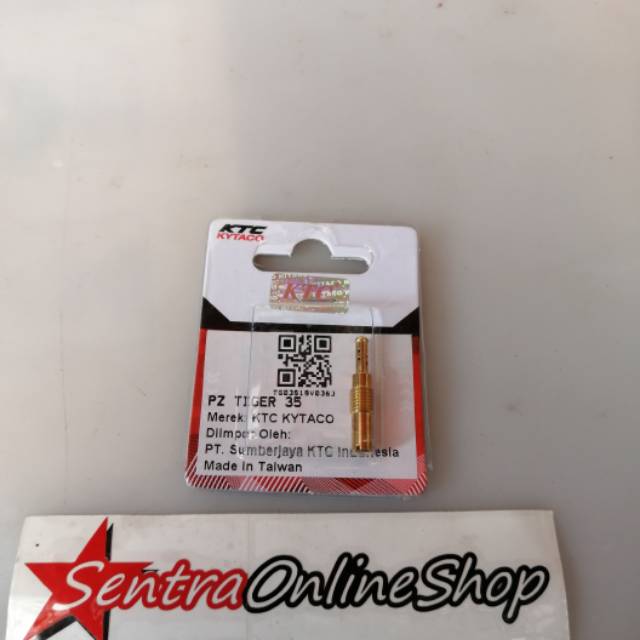 KTC
KYTACO
KTC
PZ TIGER 35
Merek: KTC KYTACO
Diimpor Oleh:
PT. Sumberjaya KTC Indonesia
Made In Taiwan
SentraOnlineShop